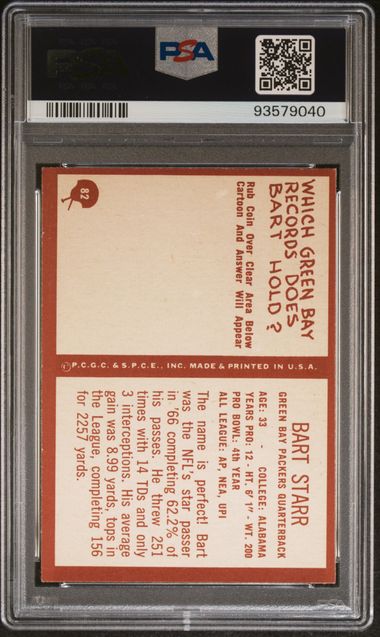 PSA
PSA
93579040
82
WHICH GREEN BAY
RECORDS DOES
BART HOLD?
Rub Coin Over Clear Area Below
Cartoon And Answer Will Appear
P.C.G.C. & S.P.C.E., INC. MADE & PRINTED IN U.S.A.
BART STARR
GREEN BAY PACKERS QUARTERBACK
AGE: 33 - COLLEGE: ALABAMA
YEARS PRO: 12 - HT. 6'1" - WT. 200
PRO BOWL: 4th YEAR
ALL LEAGUE: AP, NEA, UPI
The name is perfect! Bart
was the NFL's star passer
in '66 completing 62.2% of
his passes. He threw 251
times with 14 TDs and only
3 interceptions. His average
gain was 8.99 yards, tops in
the League, completing 156
for 2257 yards.